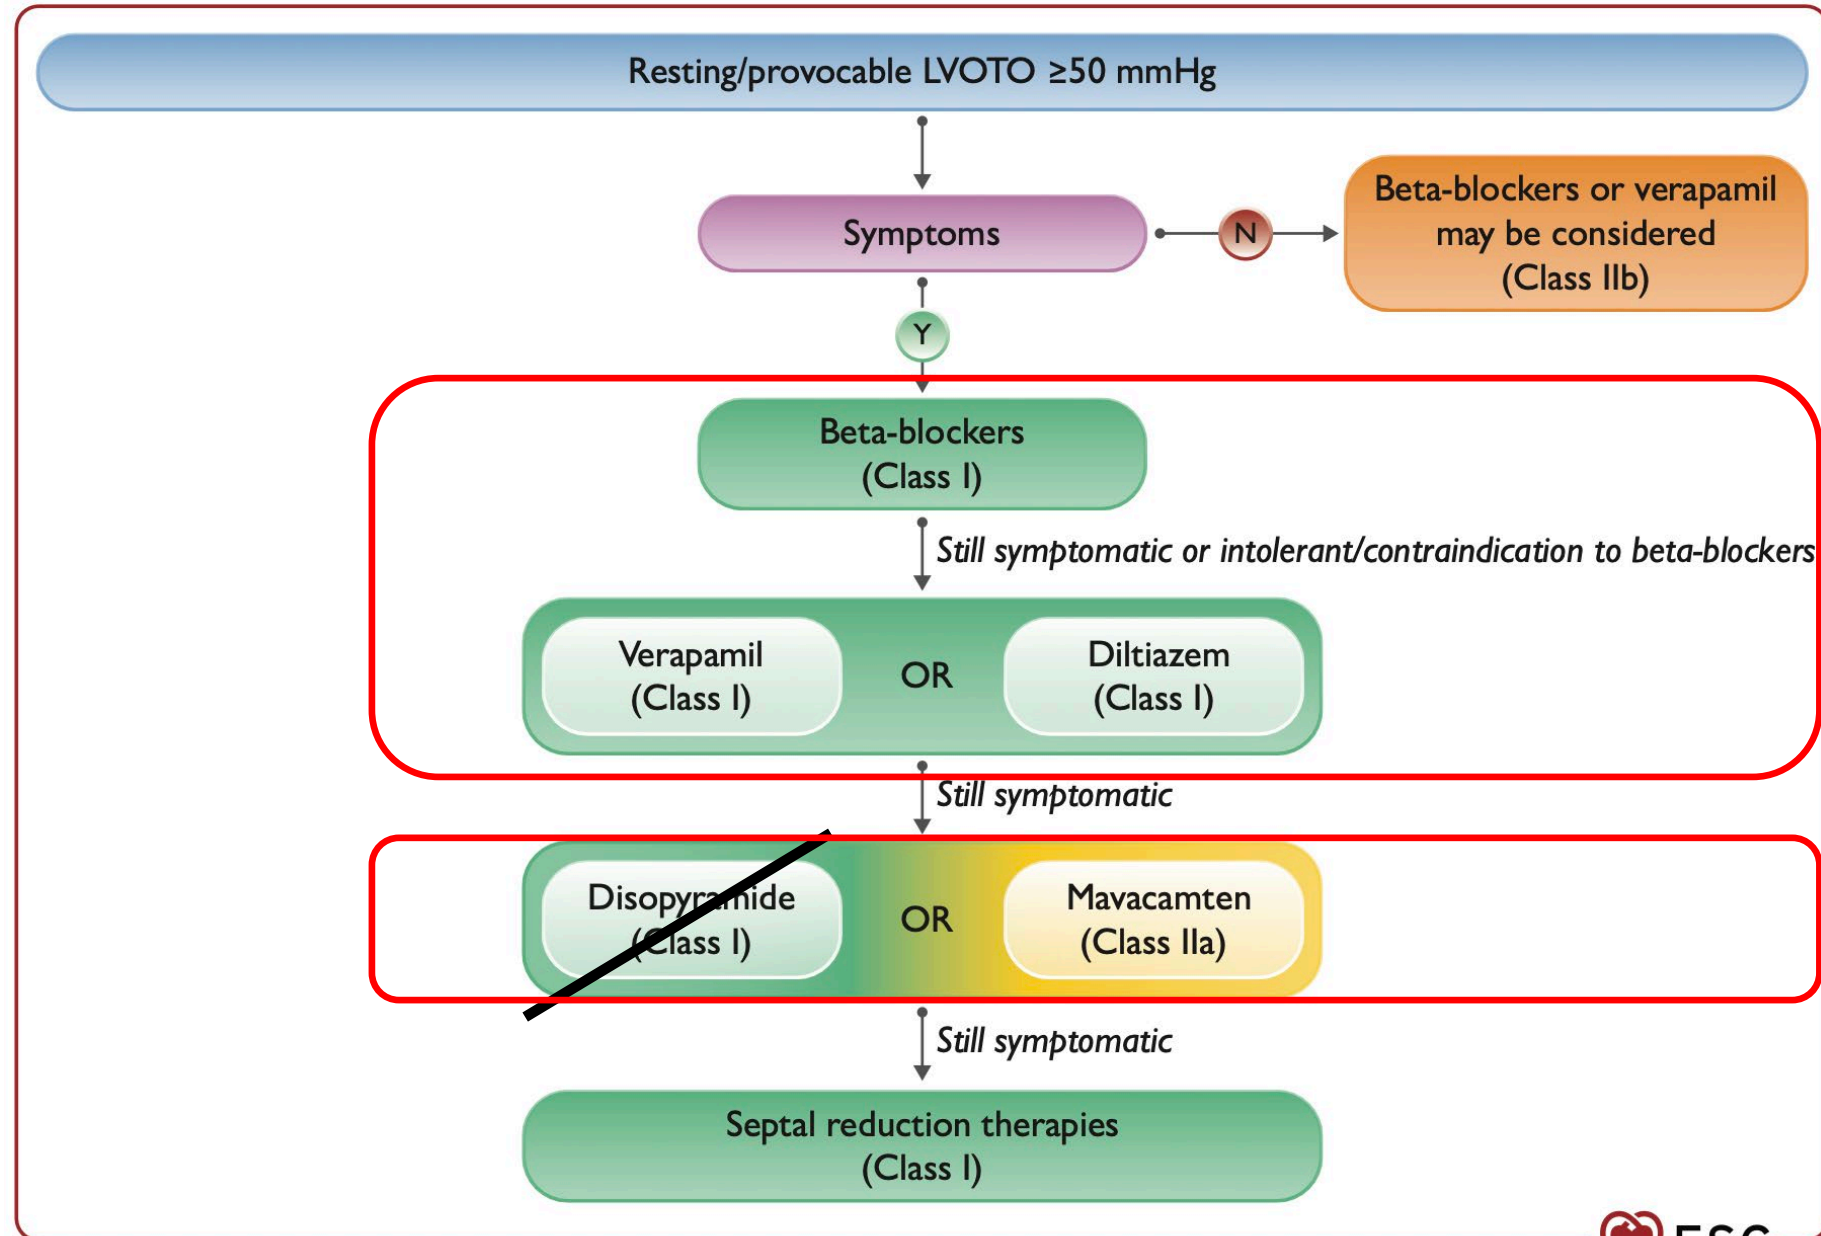 Resting/provocable LVOTO ≥50 mmHg
Symptoms
N
Beta-blockers or verapamil
may be considered
(Class IIb)
Y
Beta-blockers
(Class I)
Still symptomatic or intolerant/contraindication to beta-blockers
Verapamil
(Class I)
OR
Diltiazem
(Class I)
Still symptomatic
Disopyramide
(Class I)
OR
Mavacamten
(Class IIa)
Still symptomatic
Septal reduction therapies
(Class I)
ESC